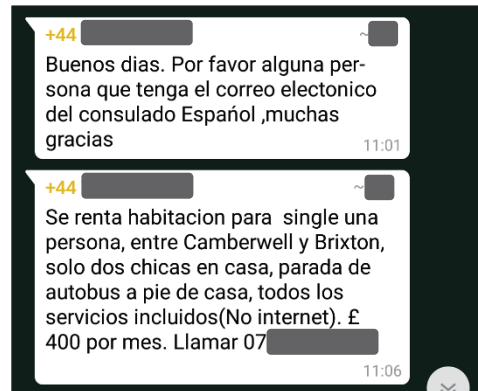 +44 ~
Buenos dias. Por favor alguna per-
sona que tenga el correo electonico
del consulado Espańol ,muchas
gracias
11:01
+44 ~
Se renta habitacion para single una
persona, entre Camberwell y Brixton,
solo dos chicas en casa, parada de
autobus a pie de casa, todos los
servicios incluidos(No internet). £
400 por mes. Llamar 07
11:06